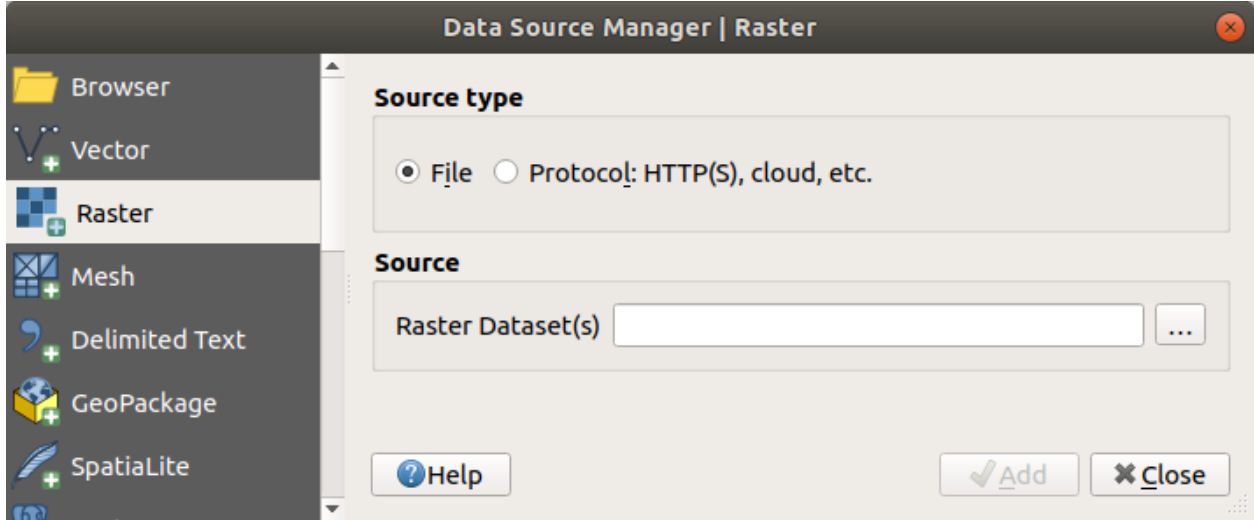 Data Source Manager | Raster
Browser
Vector
Raster
Mesh
Delimited Text
GeoPackage
SpatiaLite
Source type
File
Protocol: HTTP(S), cloud, etc.
Source
Raster Dataset(s)
...
Help
Add
Close